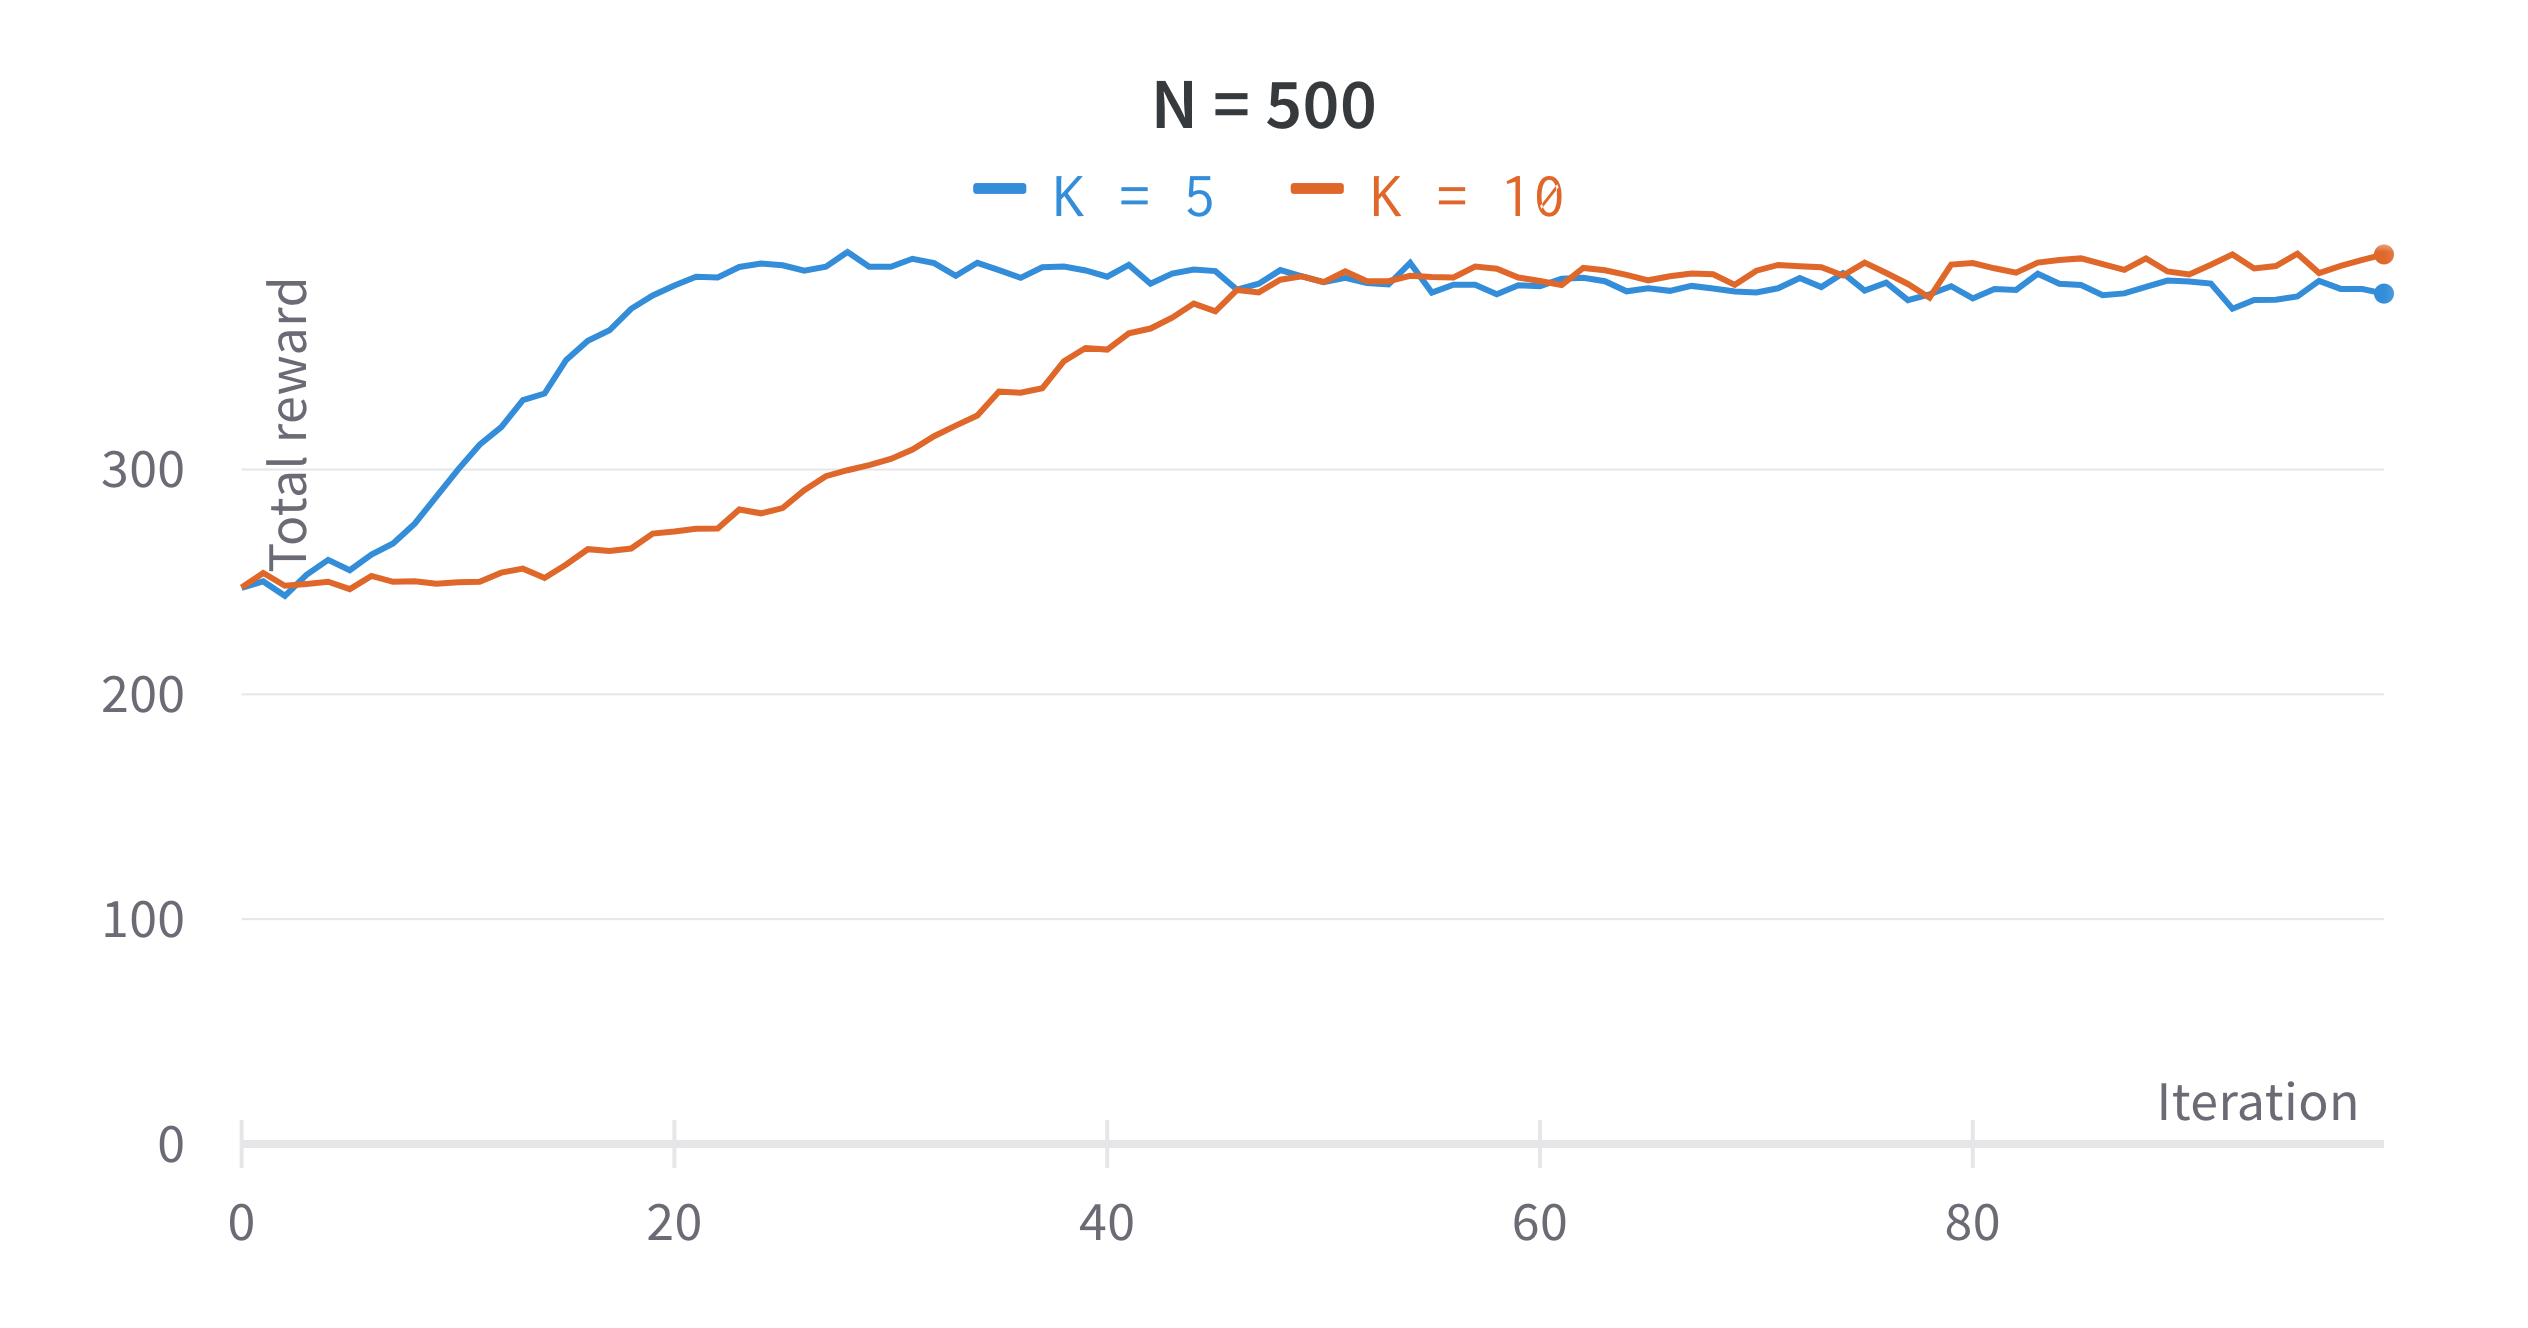 N = 500
K = 5 K = 10
Total reward
300
200
100
0
Iteration
0 20 40 60 80